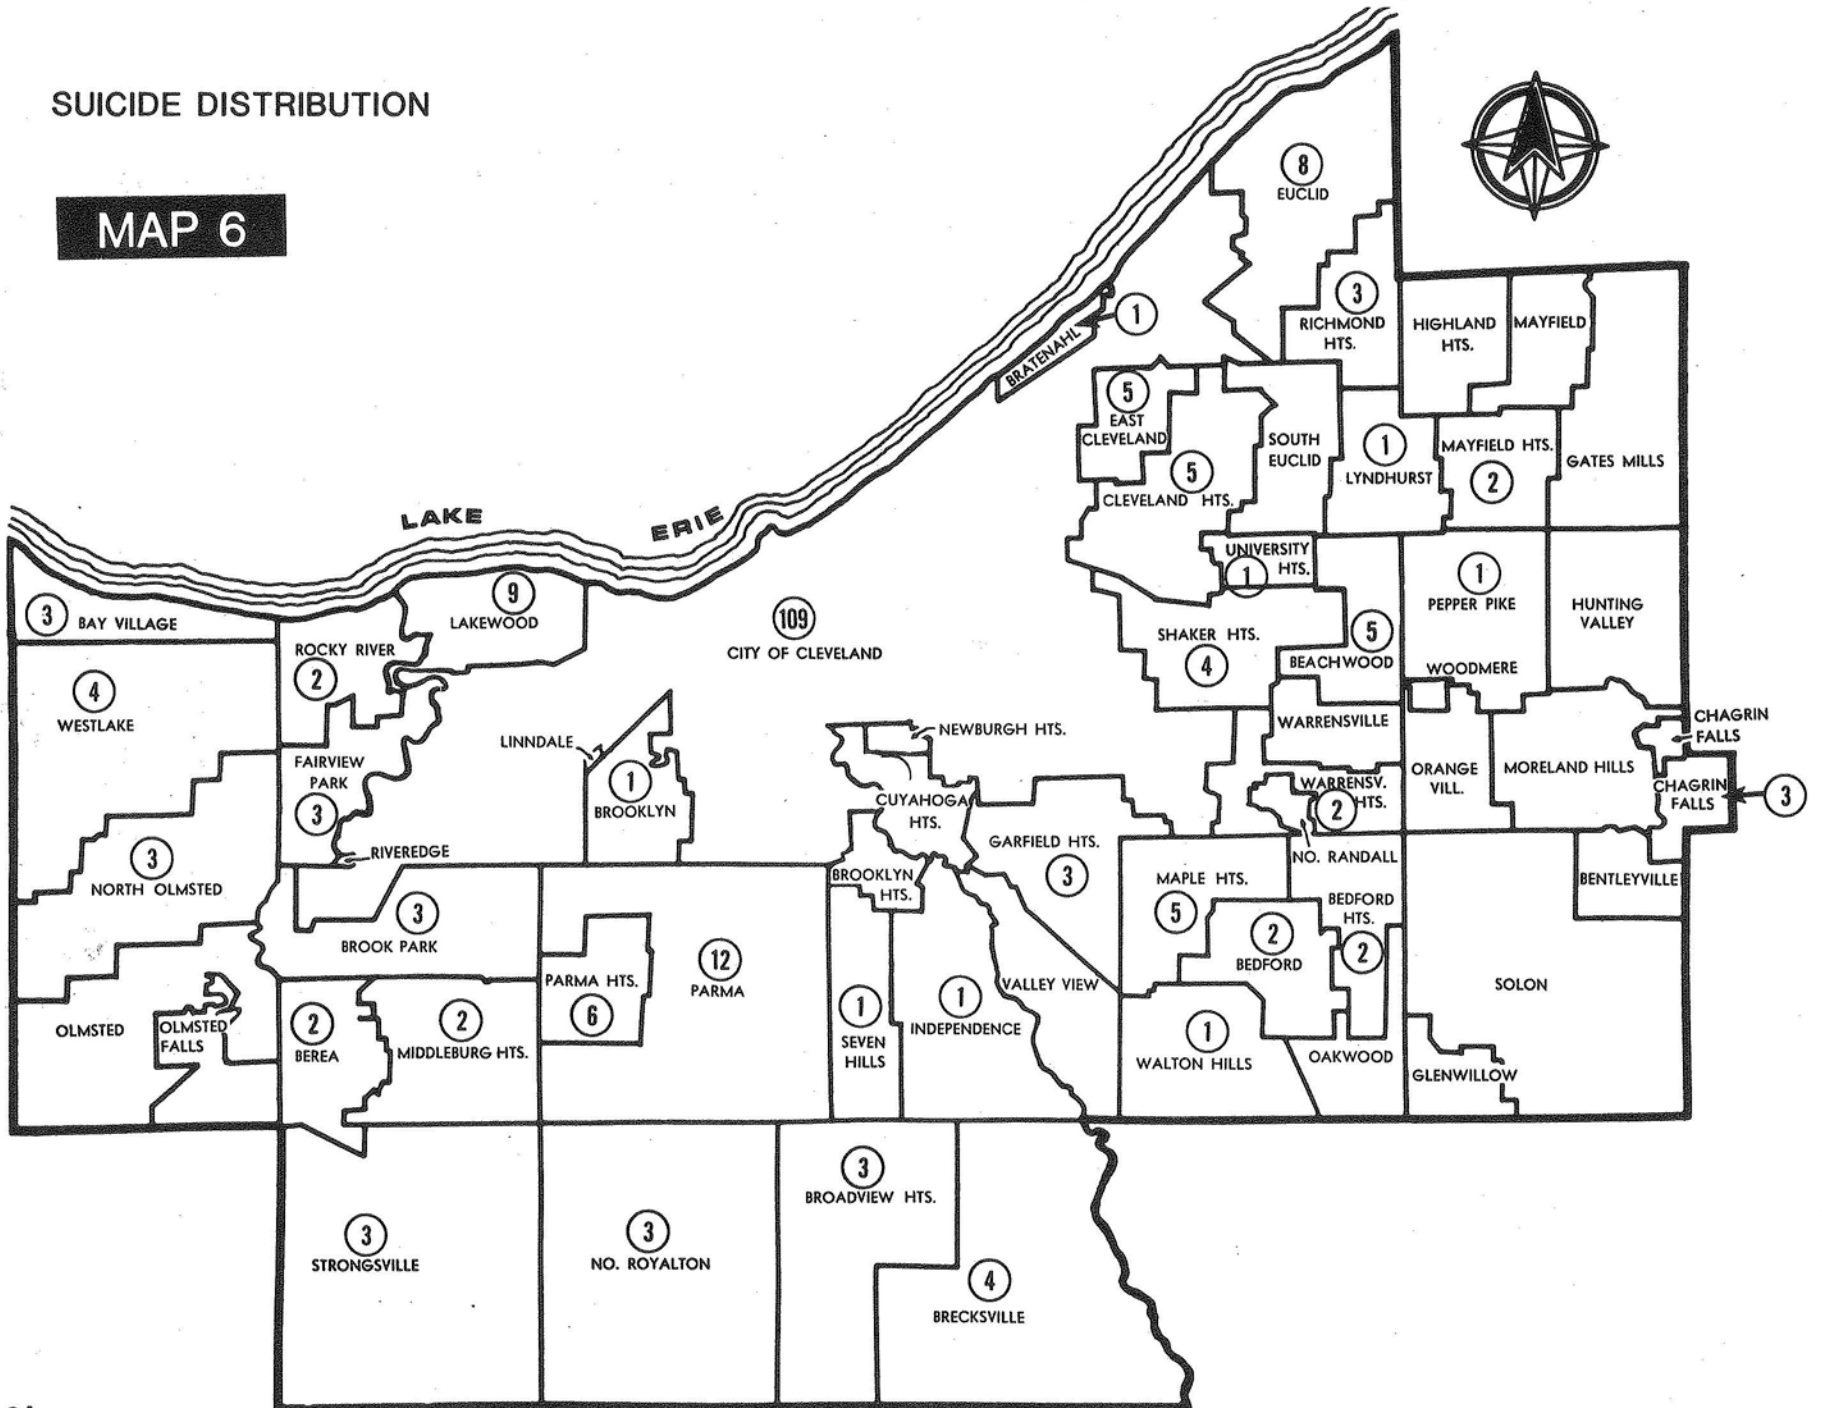 SUICIDE DISTRIBUTION
MAP 6
8
EUCLID
3
RICHMOND
HTS.
HIGHLAND
HTS.
MAYFIELD
1
BRATENAHL
5
EAST
CLEVELAND
SOUTH
EUCLID
1
LYNDHURST
MAYFIELD HTS.
2
GATES MILLS
5
CLEVELAND HTS.
LAKE ERIE
UNIVERSITY
HTS.
1
1
PEPPER PIKE
HUNTING
VALLEY
3
BAY VILLAGE
9
LAKEWOOD
109
CITY OF CLEVELAND
SHAKER HTS.
4
5
BEACHWOOD
WOODMERE
ROCKY RIVER
2
4
WESTLAKE
LINNDALE
NEWBURGH HTS.
WARRENSVILLE
CHAGRIN
FALLS
FAIRVIEW
PARK
3
1
BROOKLYN
CUYAHOGA
HTS.
WARRENSV.
HTS.
2
ORANGE
VILL.
MORELAND HILLS
CHAGRIN
FALLS
3
RIVEREDGE
3
NORTH OLMSTED
GARFIELD HTS.
3
NO. RANDALL
BROOKLYN
HTS.
MAPLE HTS.
5
BEDFORD
HTS.
2
BENTLEYVILLE
3
BROOK PARK
2
BEDFORD
12
PARMA
PARMA HTS.
6
VALLEY VIEW
SOLON
OLMSTED
OLMSTED
FALLS
2
BEREA
2
MIDDLEBURG HTS.
1
SEVEN
HILLS
1
INDEPENDENCE
1
WALTON HILLS
OAKWOOD
GLENWILLOW
3
STRONGSVILLE
3
NO. ROYALTON
3
BROADVIEW HTS.
4
BRECKSVILLE